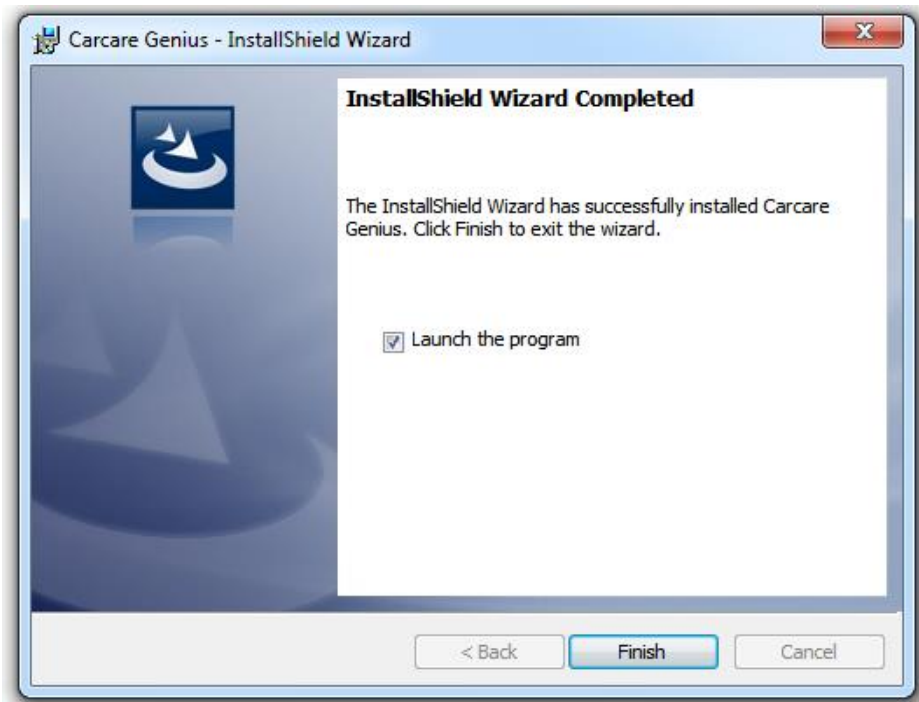 Carcare Genius - InstallShield Wizard
InstallShield Wizard Completed
The InstallShield Wizard has successfully installed Carcare
Genius. Click Finish to exit the wizard.
Launch the program
< Back
Finish
Cancel